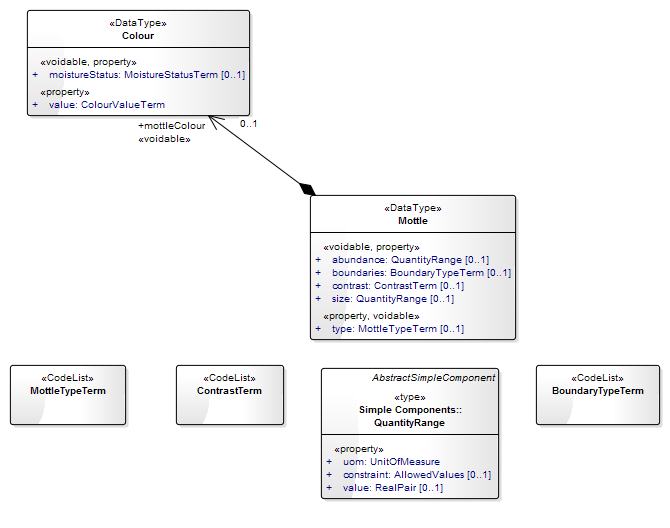 «DataType»
Colour
«voidable, property»
+ moistureStatus: MoistureStatusTerm [0..1]
«property»
+ value: ColourValueTerm
+mottleColour 0..1
«voidable»
«DataType»
Mottle
«voidable, property»
+ abundance: QuantityRange [0..1]
+ boundaries: BoundaryTypeTerm [0..1]
+ contrast: ContrastTerm [0..1]
+ size: QuantityRange [0..1]
«property, voidable»
+ type: MottleTypeTerm [0..1]
«CodeList»
MottleTypeTerm
«CodeList»
ContrastTerm
AbstractSimpleComponent
«type»
Simple Components::
QuantityRange
«property»
+ uom: UnitOfMeasure
+ constraint: AllowedValues [0..1]
+ value: RealPair [0..1]
«CodeList»
BoundaryTypeTerm